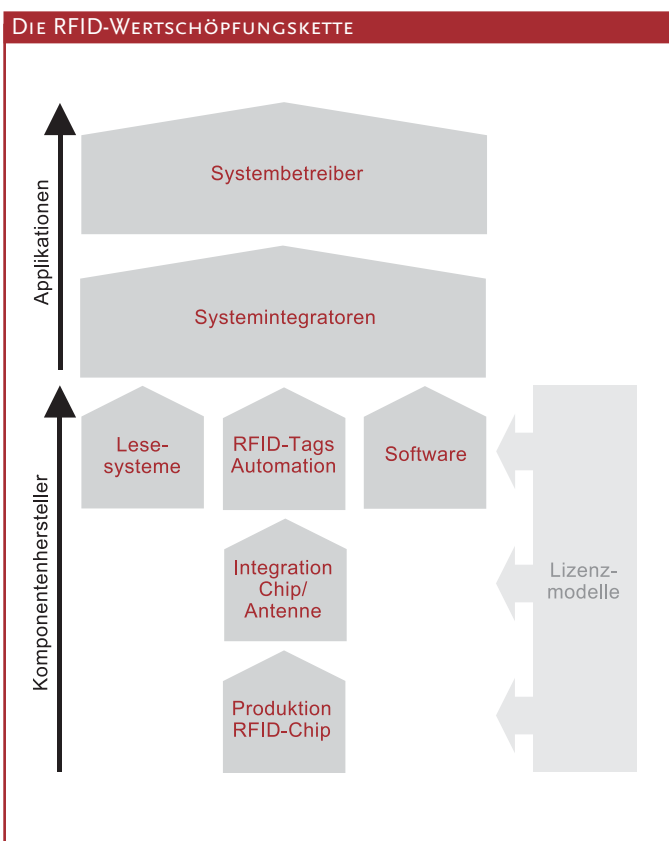 Die RFID-Wertschöpfungskette
Applikationen
Systembetreiber
Systemintegratoren
Komponentenhersteller
Lese-
systeme
RFID-Tags
Automation
Software
Integration
Chip/
Antenne
Produktion
RFID-Chip
Lizenz-
modelle